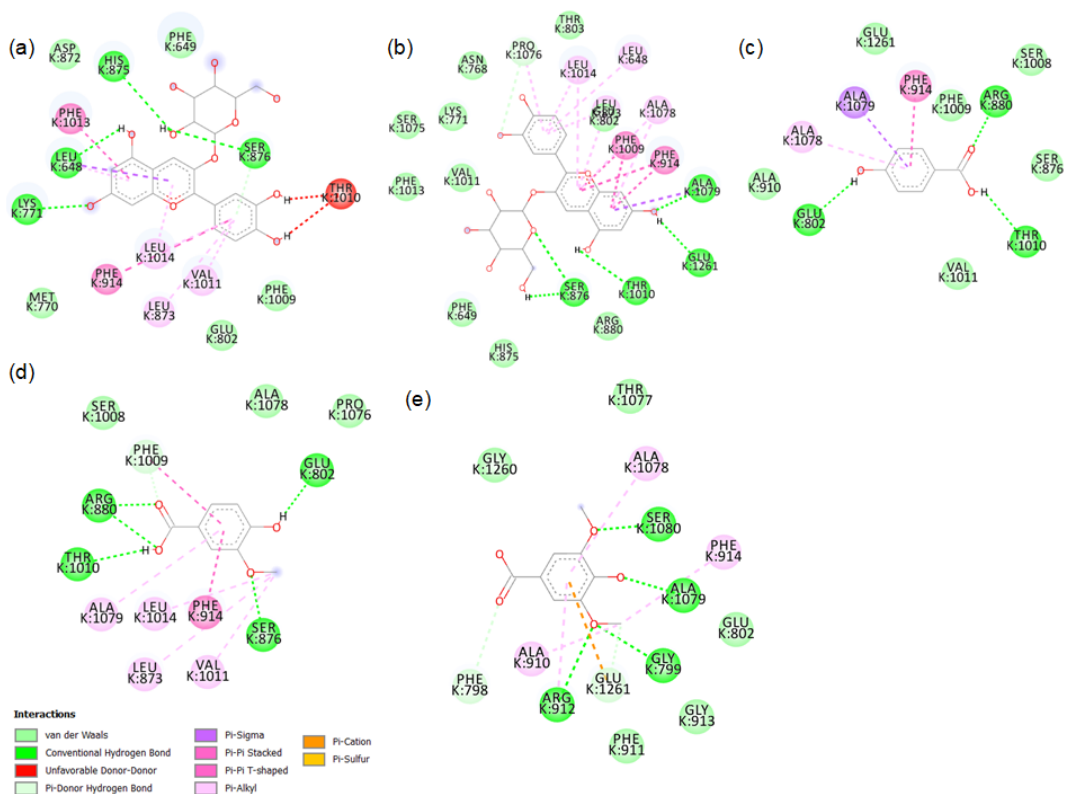 (a)
PHE
K:649
ASP
K:872
HIS
K:875
PHE
K:1013
LEU
K:648
H
H
SER
K:876
LYS
K:771
THR
K:1010
H
H
LEU
K:1014
VAL
K:1011
PHE
K:914
LEU
K:873
MET
K:770
PHE
K:1009
GLU
K:802
(b)
THR
K:803
PRO
K:1076
LEU
K:648
ASN
K:768
LEU
K:1014
LYS
K:771
ALA
K:1078
K:802
SER
K:1075
PHE
K:1009
PHE
K:914
VAL
K:1011
PHE
K:1013
ALA
K:1079
H
H
GLU
K:1261
SER
K:876
THR
K:1010
H
PHE
K:649
ARG
K:880
HIS
K:875
(c)
GLU
K:1261
SER
K:1008
PHE
K:914
ALA
K:1079
PHE
K:1009
ARG
K:880
ALA
K:1078
SER
K:876
ALA
K:910
H
H
GLU
K:802
THR
K:1010
VAL
K:1011
(d)
SER
K:1008
ALA
K:1078
PRO
K:1076
PHE
K:1009
GLU
K:802
ARG
K:880
H
H
THR
K:1010
ALA
K:1079
LEU
K:1014
PHE
K:914
SER
K:876
LEU
K:873
VAL
K:1011
(e)
THR
K:1077
GLY
K:1260
ALA
K:1078
SER
K:1080
PHE
K:914
ALA
K:1079
GLU
K:802
ALA
K:910
GLY
K:799
PHE
K:798
GLU
K:1261
ARG
K:912
GLY
K:913
PHE
K:911
Interactions
van der Waals
Conventional Hydrogen Bond
Unfavorable Donor-Donor
Pi-Donor Hydrogen Bond
Pi-Sigma
Pi-Pi Stacked
Pi-Pi T-shaped
Pi-Alkyl
Pi-Cation
Pi-Sulfur